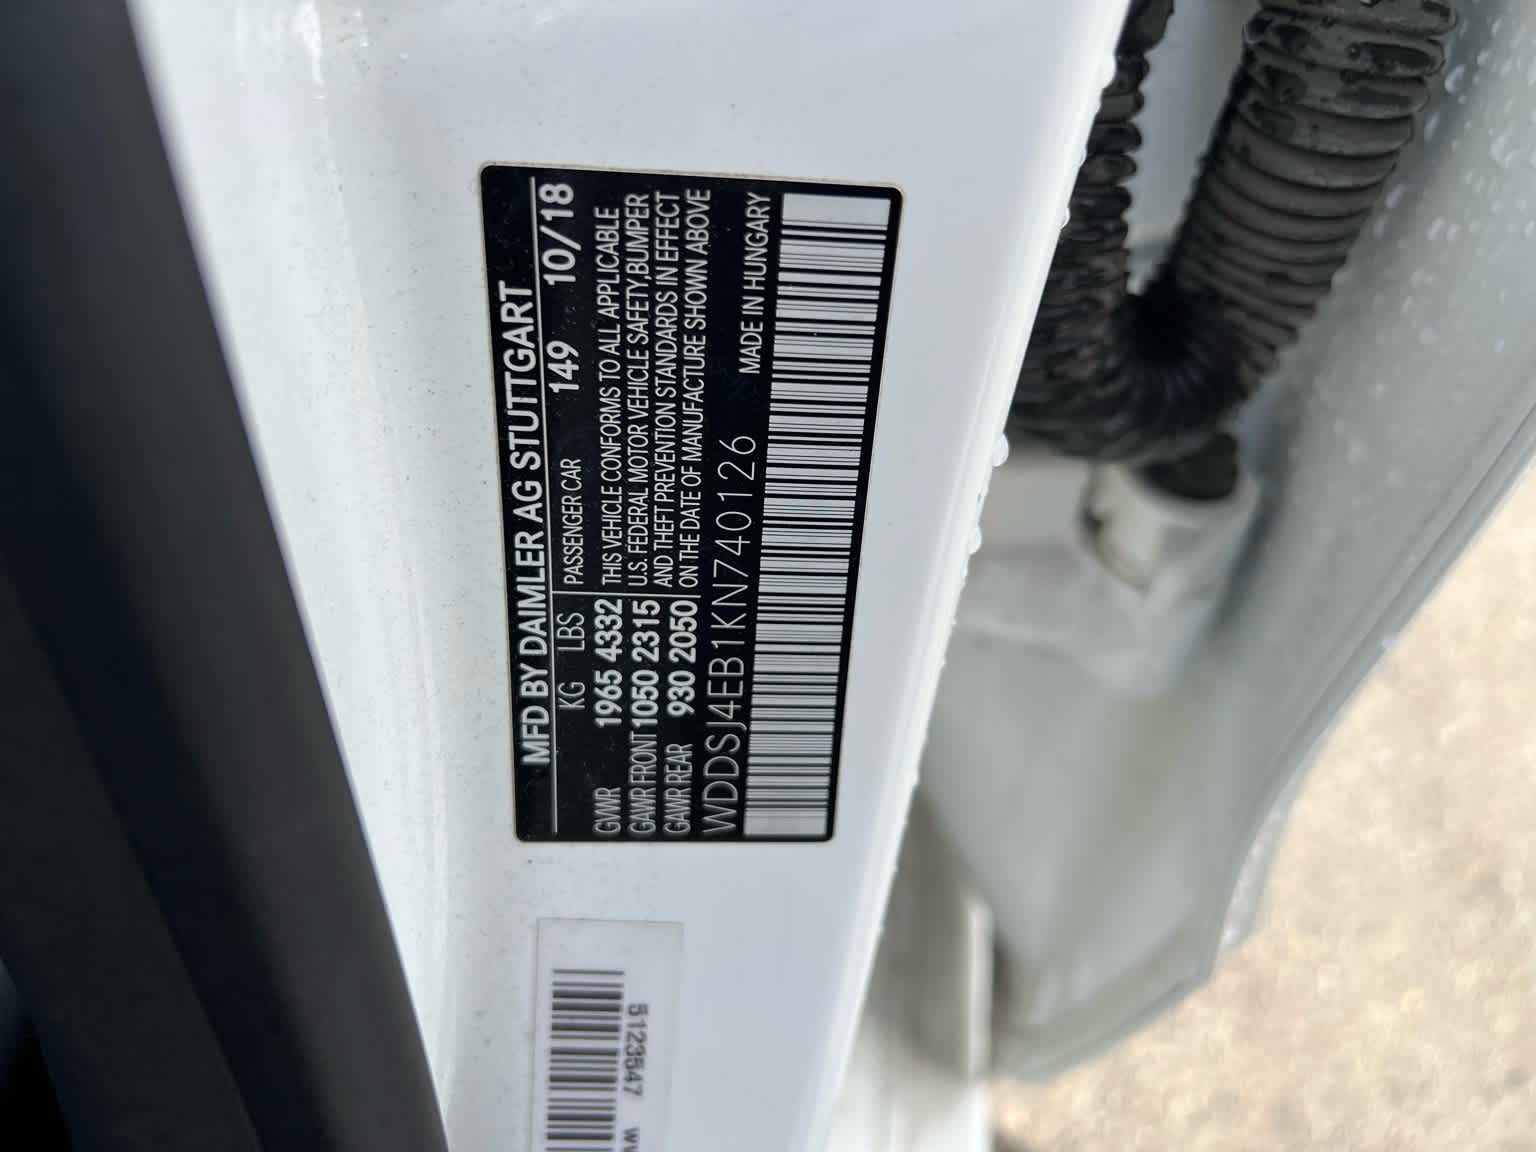 MFD BY DAIMLER AG STUTTGART
KG LBS PASSENGER CAR 149 10/18
GVWR 1965 4332 THIS VEHICLE CONFORMS TO ALL APPLICABLE
GAWR FRONT 1050 2315 U.S. FEDERAL MOTOR VEHICLE SAFETY,BUMPER
GAWR REAR 930 2050 AND THEFT PREVENTION STANDARDS IN EFFECT
ON THE DATE OF MANUFACTURE SHOWN ABOVE
WDDSJ4EB1KN740126 MADE IN HUNGARY
5123547